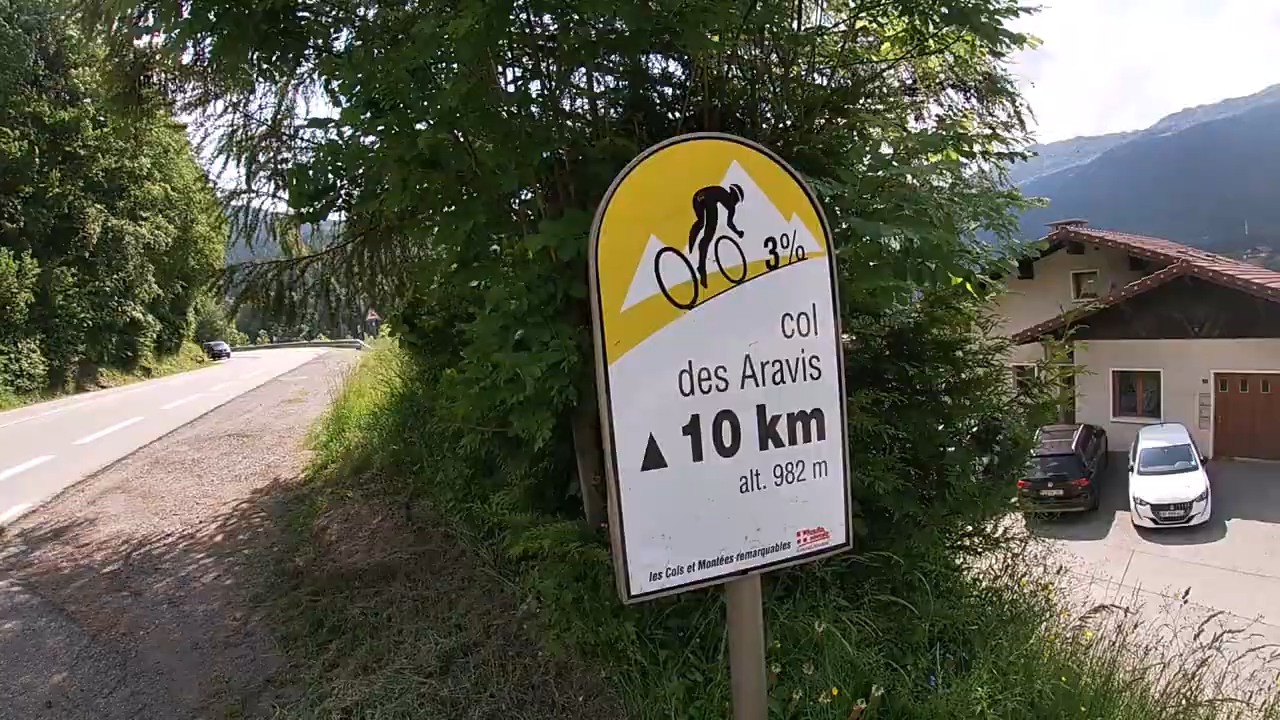 3%
col
des Aravis
▲ 10 km
alt. 982 m
les Cols et Montées remarquables